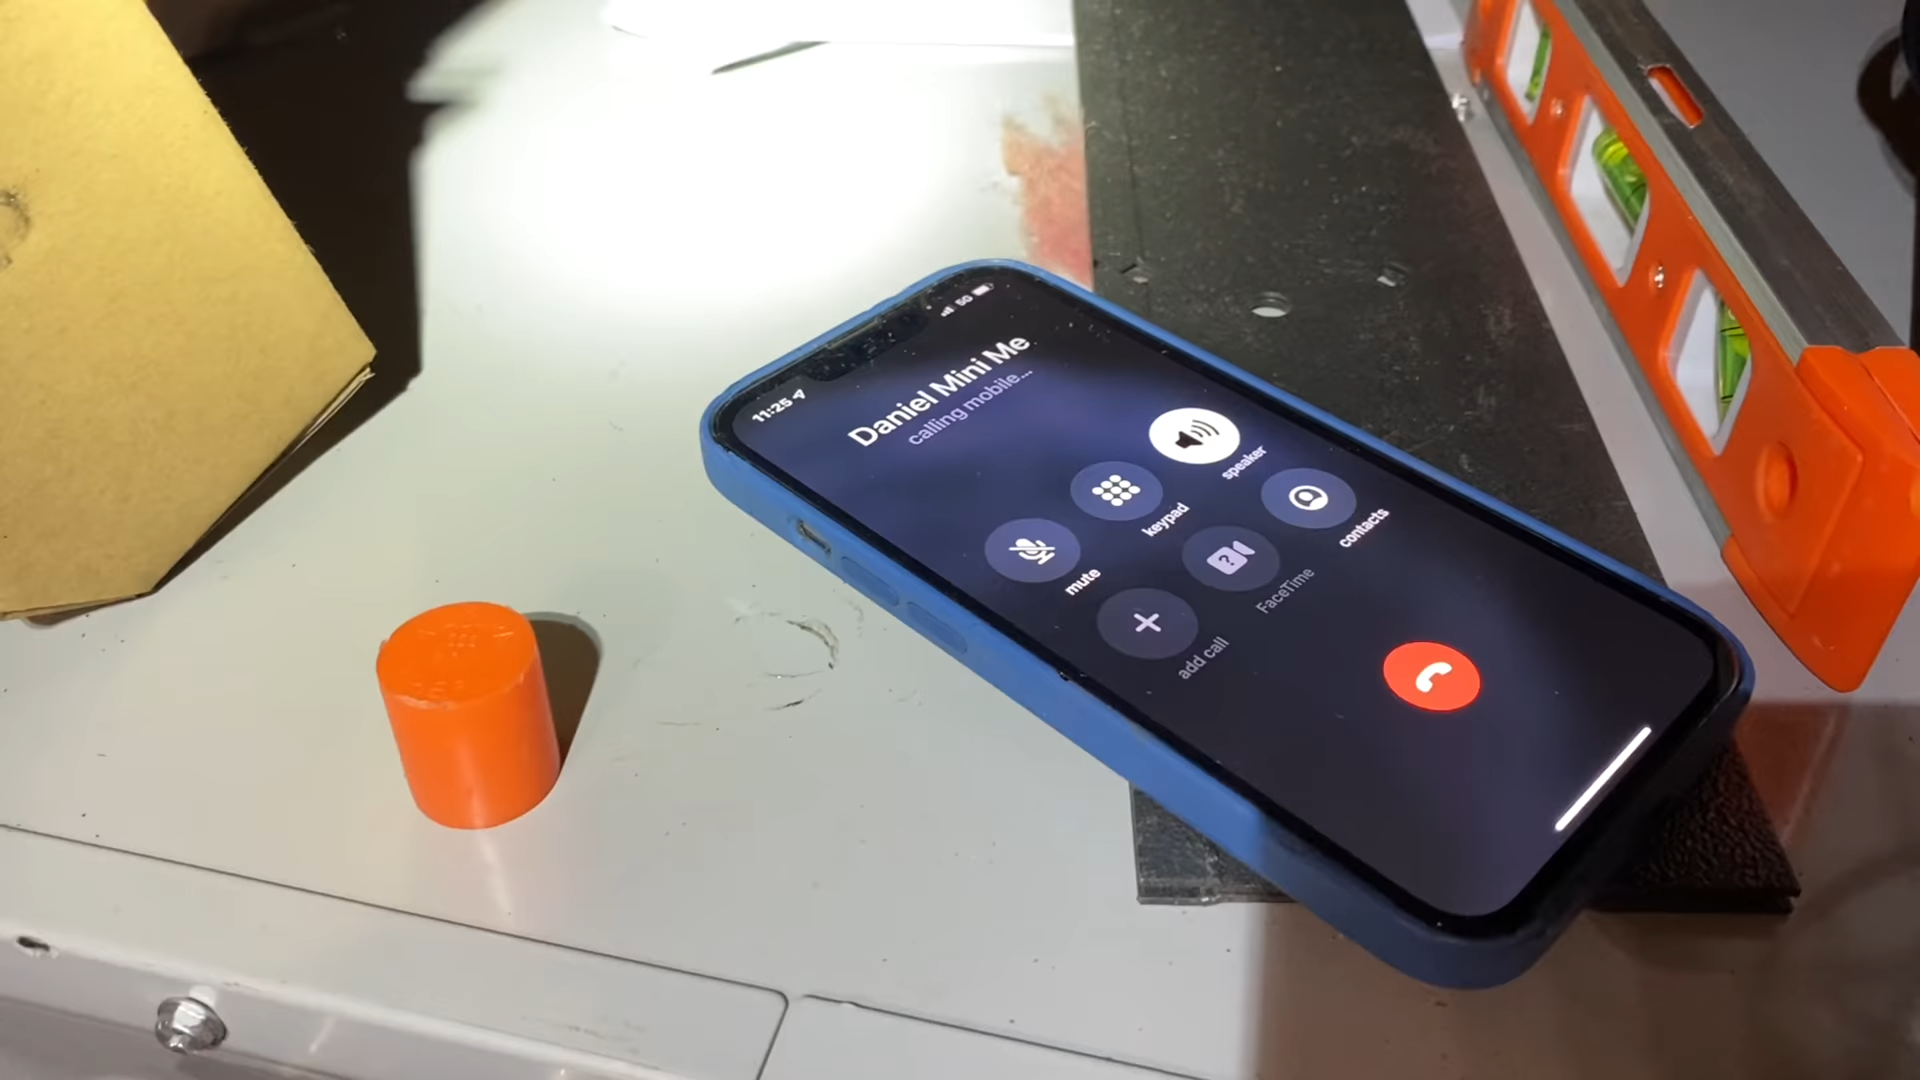 11:25
5G
Daniel Mini Me
calling mobile...
mute
keypad
speaker
add call
FaceTime
contacts